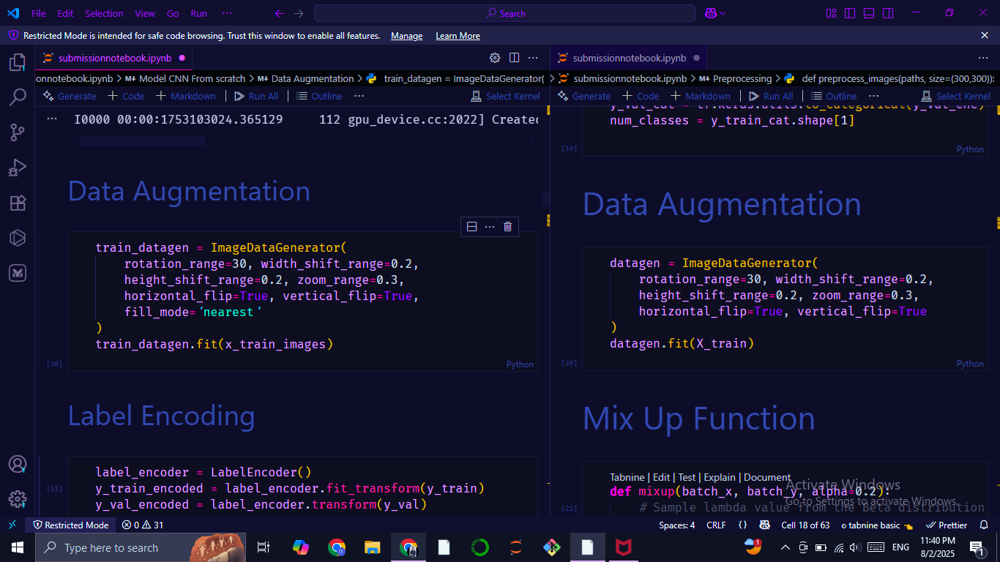 File Edit Selection View Go Run ··· Search
Restricted Mode is intended for safe code browsing. Trust this window to enable all features. Manage Learn More
submissionnotebook.ipynb
onnotebook.ipynb > Model CNN From scratch > Data Augmentation > train_datagen = ImageDataGenerator(
Generate + Code + Markdown Run All Outline ··· Select Kernel
··· I0000 00:00:1753103024.365129 112 gpu_device.cc:2022] Created
Data Augmentation
train_datagen = ImageDataGenerator(
rotation_range=30, width_shift_range=0.2,
height_shift_range=0.2, zoom_range=0.3,
horizontal_flip=True, vertical_flip=True,
fill_mode='nearest'
)
train_datagen.fit(x_train_images)
[10] Python
Label Encoding
label_encoder = LabelEncoder()
y_train_encoded = label_encoder.fit_transform(y_train)
[11]
y_val_encoded = label_encoder.transform(y_val)
submissionnotebook.ipynb
submissionnotebook.ipynb > Preprocessing > def preprocess_images(paths, size=(300,300)):
Generate + Code + Markdown Run All Outline ··· Select Kernel
y_val_cat = tf.keras.utils.to_categorical(y_val_enc)
num_classes = y_train_cat.shape[1]
[19] Python
Data Augmentation
datagen = ImageDataGenerator(
rotation_range=30, width_shift_range=0.2,
height_shift_range=0.2, zoom_range=0.3,
horizontal_flip=True, vertical_flip=True
)
datagen.fit(X_train)
[20] Python
Mix Up Function
Tabnine | Edit | Test | Explain | Document
def mixup(batch_x, batch_y, alpha=0.2):
# Sample lambda value from the Beta distribution
[21]
Activate Windows
Go to Settings to activate Windows.
Restricted Mode 0 31 Spaces: 4 CRLF {} Cell 18 of 63 tabnine basic Prettier
Type here to search 1 ENG 11:40 PM
8/2/2025 1